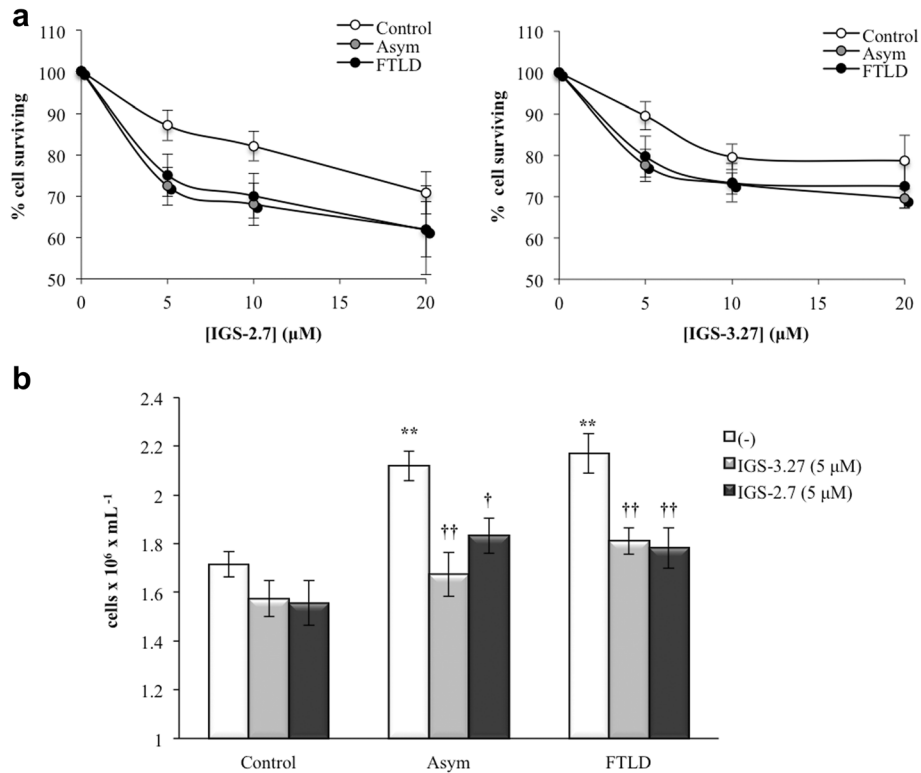 a
110
100
90
80
70
60
50
0
5
10
15
20
% cell surviving
[IGS-2.7] (μM)
Control
Asym
FTLD
110
100
90
80
70
60
50
0
5
10
15
20
% cell surviving
[IGS-3.27] (μM)
Control
Asym
FTLD
b
2.4
2.2
2
1.8
1.6
1.4
1.2
1
cells x 10⁶ x mL⁻¹
**
††
†
**
††
††
Control
Asym
FTLD
(-)
IGS-3.27 (5 μM)
IGS-2.7 (5 μM)